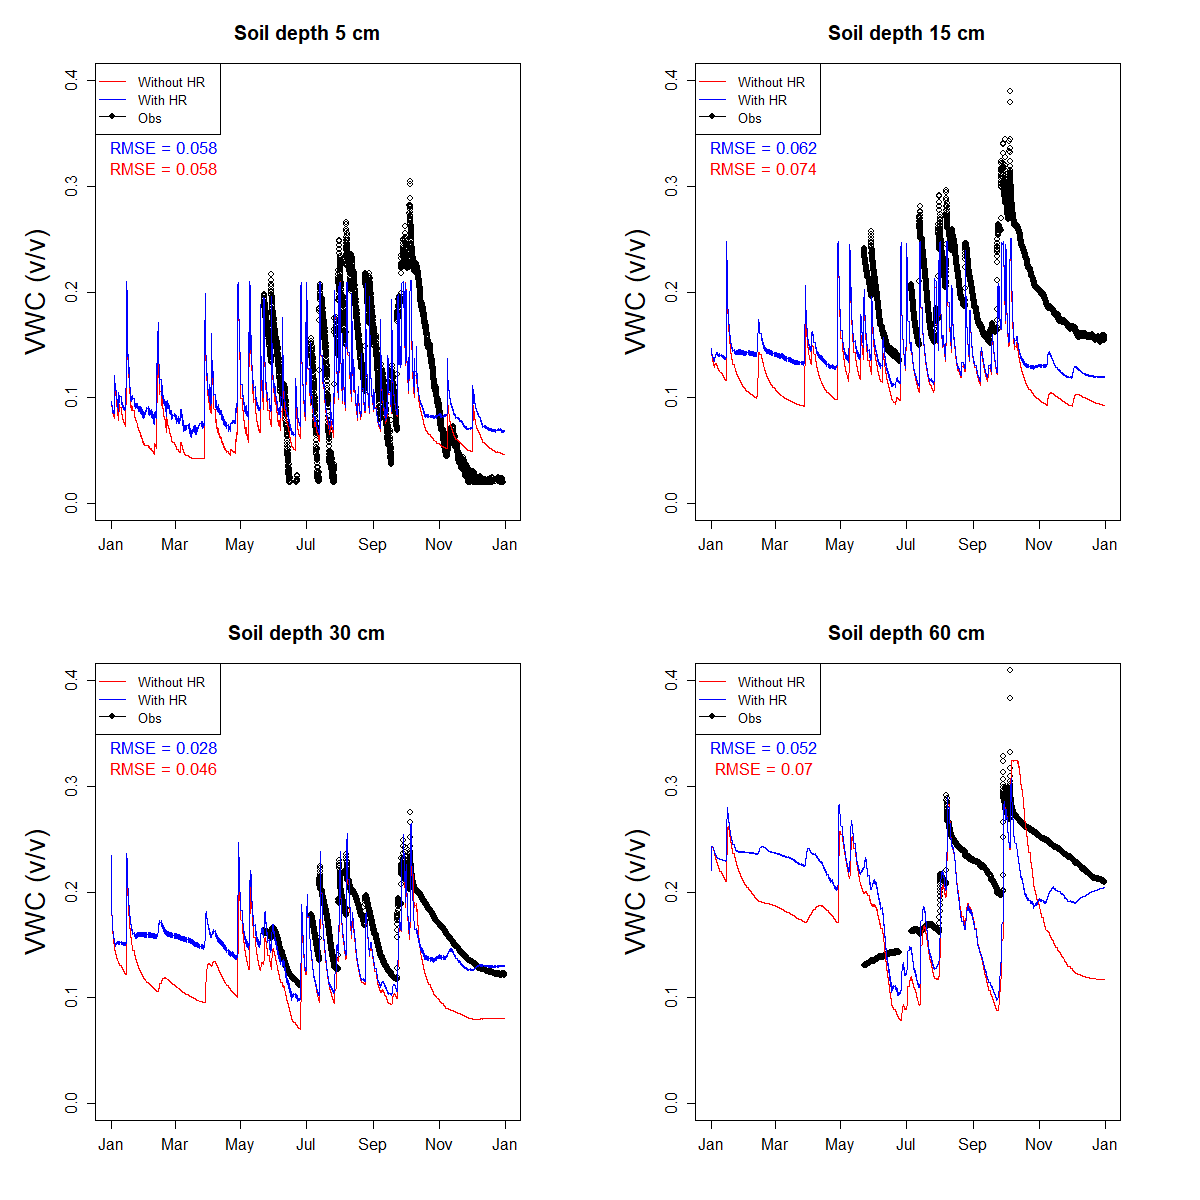 Soil depth 5 cm
VWC (v/v)
0.4
0.3
0.2
0.1
0.0
Without HR
With HR
Obs
RMSE = 0.058
RMSE = 0.058
Jan Mar May Jul Sep Nov Jan
Soil depth 15 cm
VWC (v/v)
0.4
0.3
0.2
0.1
0.0
Without HR
With HR
Obs
RMSE = 0.062
RMSE = 0.074
Jan Mar May Jul Sep Nov Jan
Soil depth 30 cm
VWC (v/v)
0.4
0.3
0.2
0.1
0.0
Without HR
With HR
Obs
RMSE = 0.028
RMSE = 0.046
Jan Mar May Jul Sep Nov Jan
Soil depth 60 cm
VWC (v/v)
0.4
0.3
0.2
0.1
0.0
Without HR
With HR
Obs
RMSE = 0.052
RMSE = 0.07
Jan Mar May Jul Sep Nov Jan